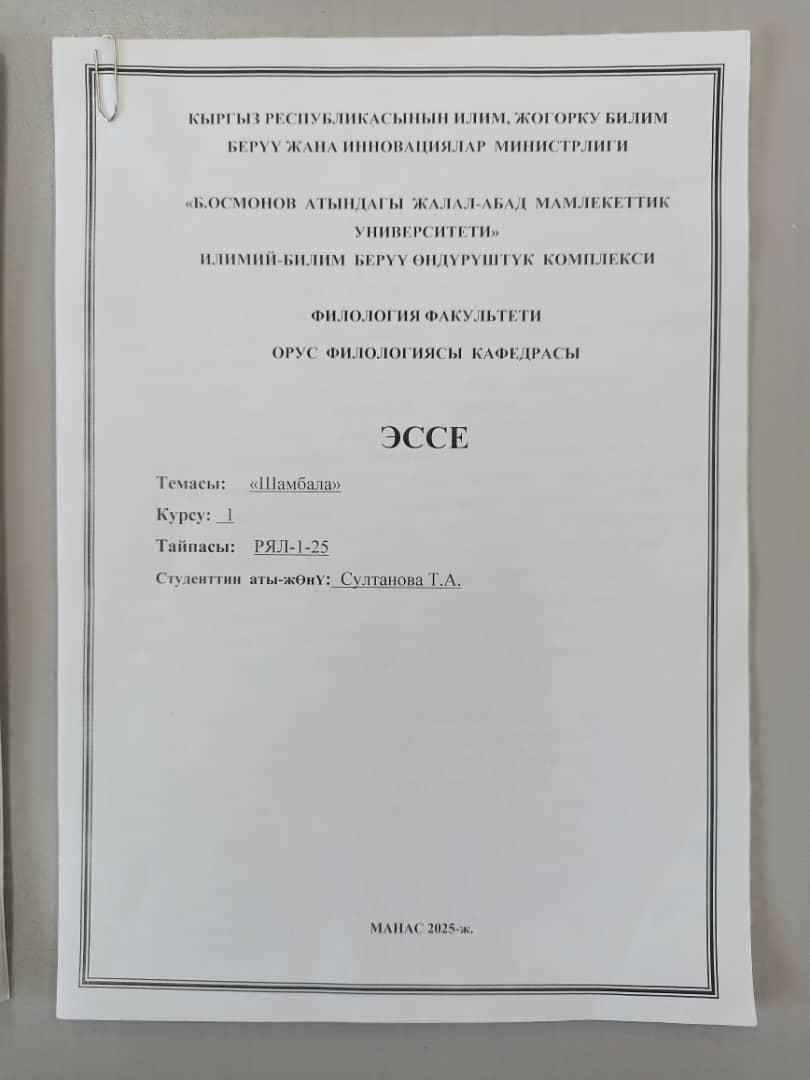 КЫРГЫЗ РЕСПУБЛИКАСЫНЫН ИЛИМ, ЖОГОРКУ БИЛИМ
БЕРҮҮ ЖАНА ИННОВАЦИЯЛАР МИНИСТРЛИГИ
«Б.ОСМОНОВ АТЫНДАГЫ ЖАЛАЛ-АБАД МАМЛЕКЕТТИК
УНИВЕРСИТЕТИ»
ИЛИМИЙ-БИЛИМ БЕРҮҮ ӨНДҮРҮШТҮК КОМПЛЕКСИ
ФИЛОЛОГИЯ ФАКУЛЬТЕТИ
ОРУС ФИЛОЛОГИЯСЫ КАФЕДРАСЫ
ЭССЕ
Темасы: «Шамбала»
Курсу: 1
Тайпасы: РЯЛ-1-25
Студенттин аты-жӨнҮ: Султанова Т.А.
МАНАС 2025-ж.